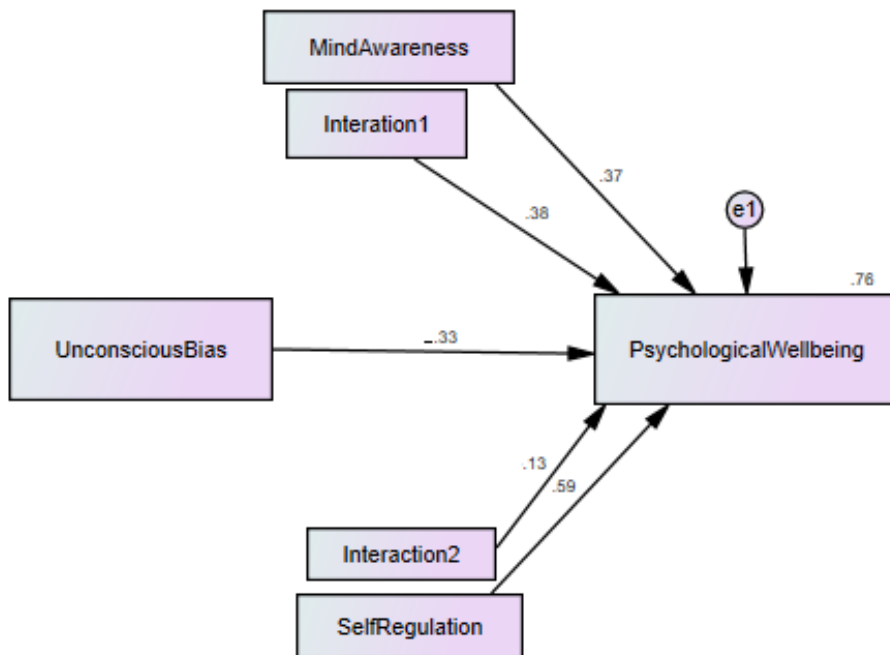 MindAwareness
Interation1
.37
.38
e1
.76
UnconsciousBias
-.33
PsychologicalWellbeing
.13
.59
Interaction2
SelfRegulation